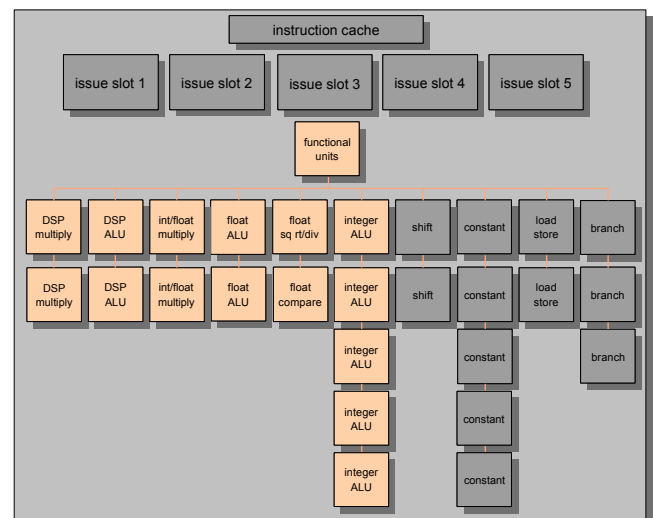 instruction cache
issue slot 1
issue slot 2
issue slot 3
issue slot 4
issue slot 5
functional
units
DSP
multiply
DSP
ALU
int/float
multiply
float
ALU
float
sq rt/div
integer
ALU
shift
constant
load
store
branch
DSP
multiply
DSP
ALU
int/float
multiply
float
ALU
float
compare
integer
ALU
shift
constant
load
store
branch
integer
ALU
constant
branch
integer
ALU
constant
integer
ALU
constant